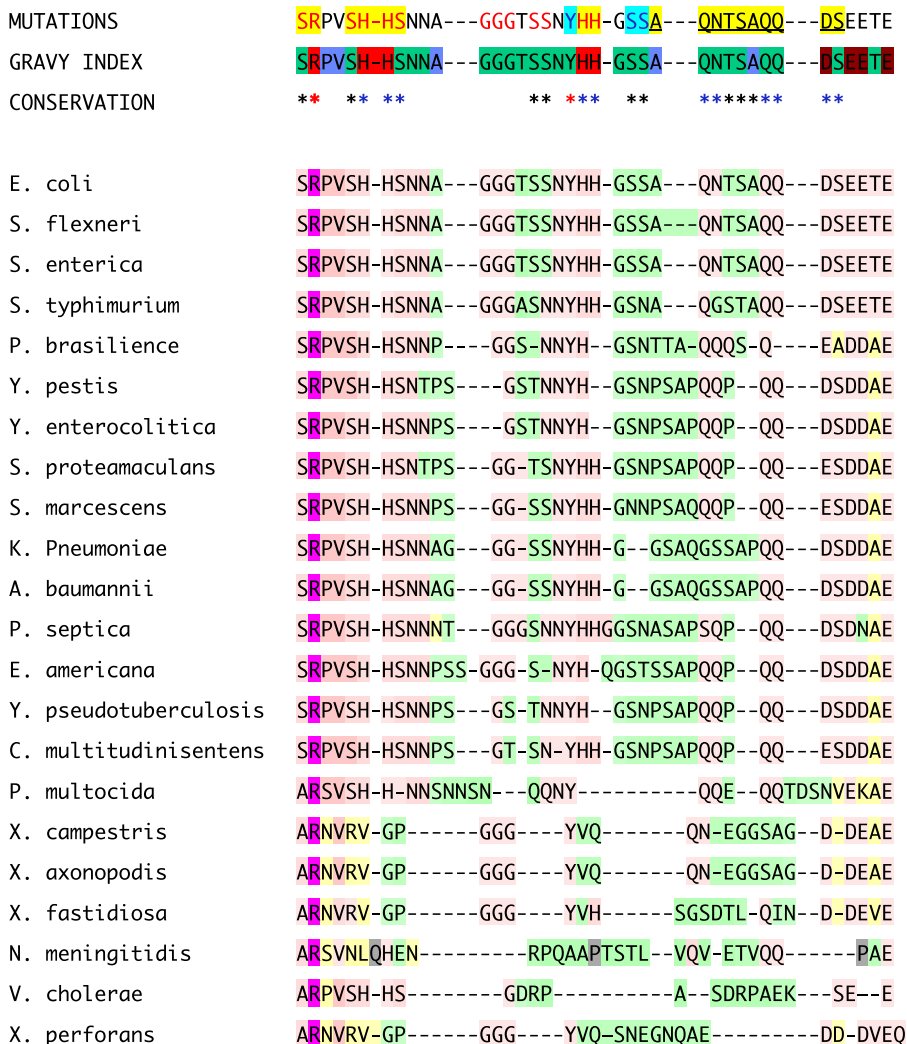 MUTATIONS SRPVSH-HSNNA---GGGTSSNYHH-GSSA---QNTSAQQ---DSEETE
GRAVY INDEX SRPVSH-HSNNA---GGGTSSNYHH-GSSA---QNTSAQQ---DSEETE
CONSERVATION **  ** **          ** ***  **    *******   **
E. coli SRPVSH-HSNNA---GGGTSSNYHH-GSSA---QNTSAQQ---DSEETE
S. flexneri SRPVSH-HSNNA---GGGTSSNYHH-GSSA---QNTSAQQ---DSEETE
S. enterica SRPVSH-HSNNA---GGGTSSNYHH-GSSA---QNTSAQQ---DSEETE
S. typhimurium SRPVSH-HSNNA---GGGASNNYHH-GSNA---QGSTAQQ---DSEETE
P. brasilience SRPVSH-HSNNP----GGS-NNYH--GSNTTA-QQQS-Q----EADDAE
Y. pestis SRPVSH-HSNTPS----GSTNNYH--GSNPSAPQQP--QQ---DSDDAE
Y. enterocolitica SRPVSH-HSNNPS----GSTNNYH--GSNPSAPQQP--QQ---DSDDAE
S. proteamaculans SRPVSH-HSNTPS---GG-TSNYHH-GSNPSAPQQP--QQ---ESDDAE
S. marcescens SRPVSH-HSNNPS---GG-SSNYHH-GNNPSAQQQP--QQ---ESDDAE
K. Pneumoniae SRPVSH-HSNNAG---GG-SSNYHH-G--GSAQGSSAPQQ---DSDDAE
A. baumannii SRPVSH-HSNNAG---GG-SSNYHH-G--GSAQGSSAPQQ---DSDDAE
P. septica SRPVSH-HSNNNT---GGGSNNYHHGGSNASAPSQP--QQ---DSDNAE
E. americana SRPVSH-HSNNPSS-GGG-S-NYH-QGSTSSAPQQP--QQ---DSDDAE
Y. pseudotuberculosis SRPVSH-HSNNPS---GS-TNNYH--GSNPSAPQQP--QQ---DSDDAE
C. multitudinisentens SRPVSH-HSNNPS---GT-SN-YHH-GSNPSAPQQP--QQ---ESDDAE
P. multocida ARSVSH-H-NNSNNSN---QQNY----------QQE--QQTDSNVEKAE
X. campestris ARNVRV-GP------GGG----YVQ-------QN-EGGSAG--D-DEAE
X. axonopodis ARNVRV-GP------GGG----YVQ-------QN-EGGSAG--D-DEAE
X. fastidiosa ARNVRV-GP------GGG----YVH------SGSDTL-QIN--D-DEVE
N. meningitidis ARSVNLQHEN---------RPQAAPTSTL--VQV-ETVQQ------PAE
V. cholerae ARPVSH-HS--------GDRP----------A--SDRPAEK---SE--E
X. perforans ARNVRV-GP------GGG----YVQ-SNEGNQAE---------DD-DVEQ